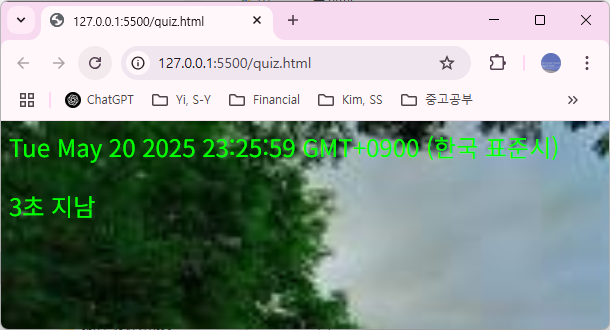 127.0.0.1:5500/quiz.html
127.0.0.1:5500/quiz.html
ChatGPT Yi, S-Y Financial Kim, SS 중고공부
Tue May 20 2025 23:25:59 GMT+0900 (한국 표준시)
3초 지남